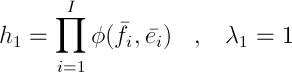 h_1 = \prod_{i=1}^{I} \phi(\bar{f}_i, \bar{e}_i) \quad , \quad \lambda_1 = 1